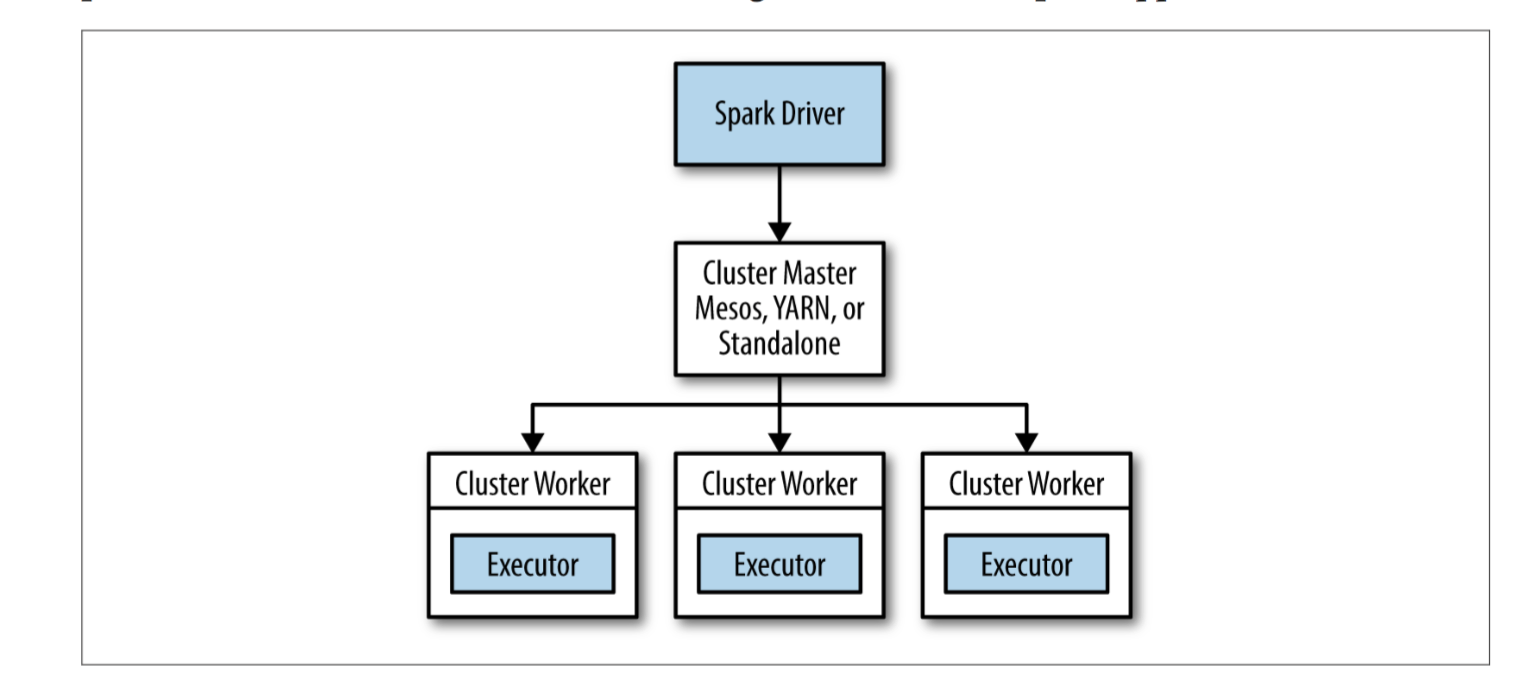 Spark Driver
Cluster Master
Mesos, YARN, or
Standalone
Cluster Worker
Cluster Worker
Cluster Worker
Executor
Executor
Executor